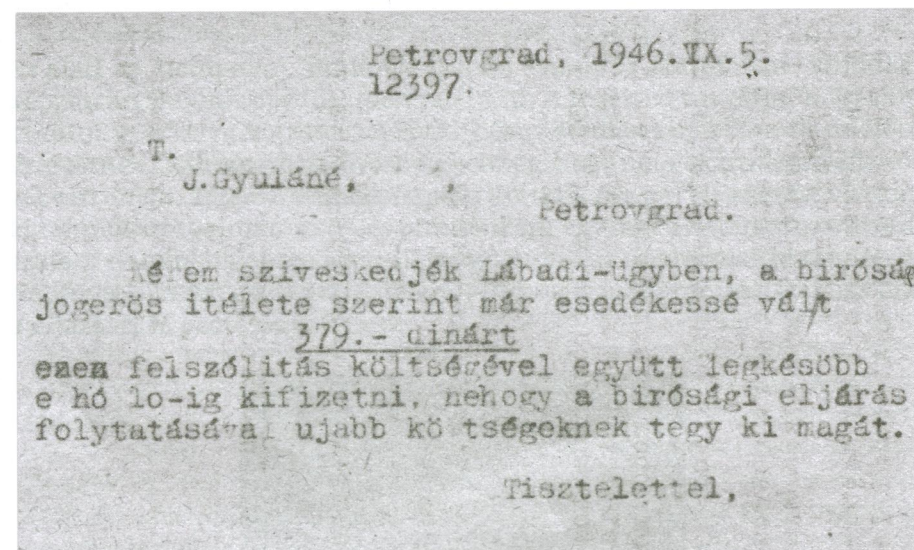 Petrovgrad, 1946.IX.5.
12397.
T.
J.Gyuláné,
Petrovgrad.
Kérem sziveskedjék Lábadi-ügyben, a biróság
jogerös itélete szerint már esedékessé vált
379.- dinárt
ezen felszólitás költségével együtt legkésöbb
e hó lo-ig kifizetni, nehogy a birósági eljárás
folytatásával ujabb kö tségeknek tegy ki magát.
Tisztelettel,